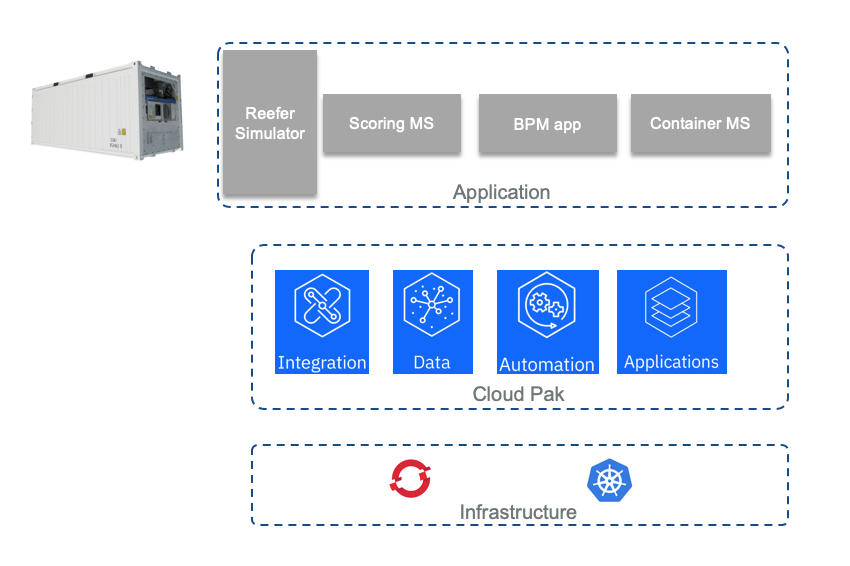 Reefer
Simulator
Scoring MS
BPM app
Container MS
Application
Integration
Data
Automation
Applications
Cloud Pak
Infrastructure